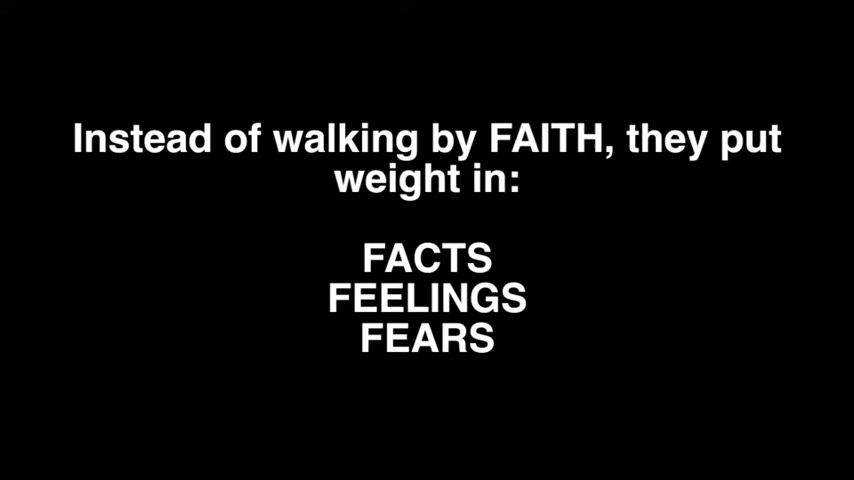 Instead of walking by FAITH, they put
weight in:
FACTS
FEELINGS
FEARS